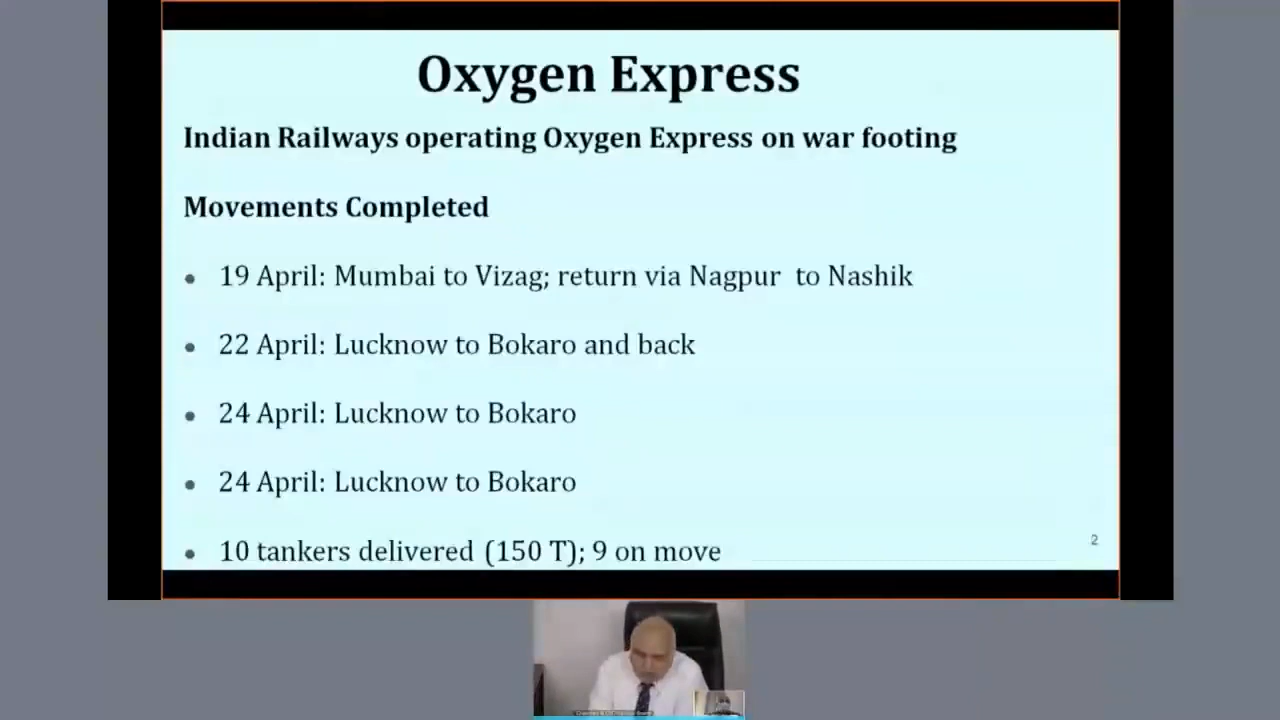 Oxygen Express
Indian Railways operating Oxygen Express on war footing
Movements Completed
• 19 April: Mumbai to Vizag; return via Nagpur to Nashik
• 22 April: Lucknow to Bokaro and back
• 24 April: Lucknow to Bokaro
• 24 April: Lucknow to Bokaro
• 10 tankers delivered (150 T); 9 on move
2